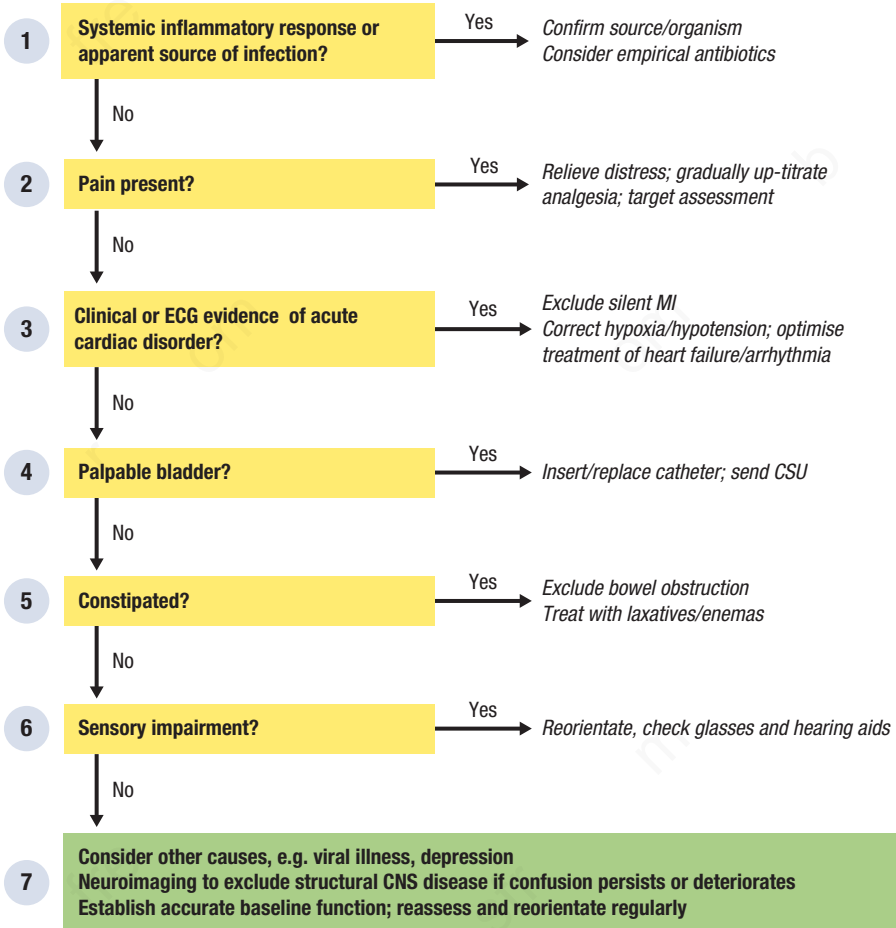 1
Systemic inflammatory response or
apparent source of infection?
Yes
Confirm source/organism
Consider empirical antibiotics
No
2
Pain present?
Yes
Relieve distress; gradually up-titrate
analgesia; target assessment
No
3
Clinical or ECG evidence of acute
cardiac disorder?
Yes
Exclude silent MI
Correct hypoxia/hypotension; optimise
treatment of heart failure/arrhythmia
No
4
Palpable bladder?
Yes
Insert/replace catheter; send CSU
No
5
Constipated?
Yes
Exclude bowel obstruction
Treat with laxatives/enemas
No
6
Sensory impairment?
Yes
Reorientate, check glasses and hearing aids
No
7
Consider other causes, e.g. viral illness, depression
Neuroimaging to exclude structural CNS disease if confusion persists or deteriorates
Establish accurate baseline function; reassess and reorientate regularly